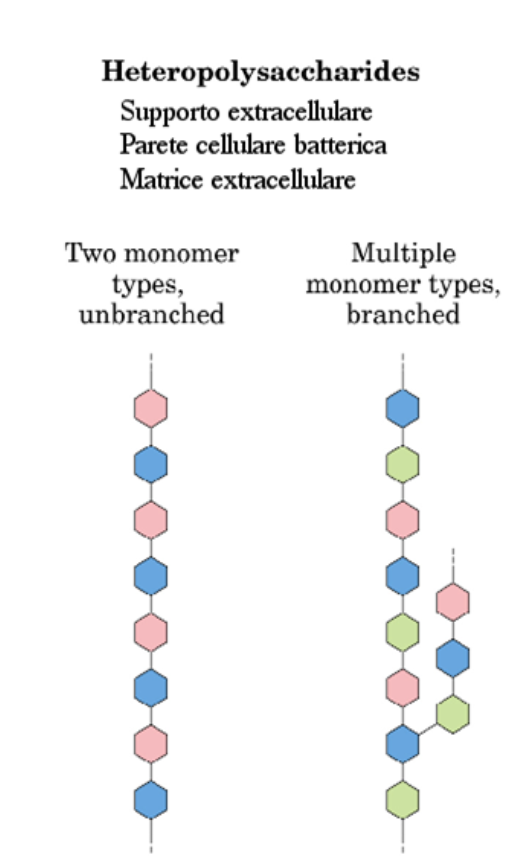 Heteropolysaccharides
Supporto extracellulare
Parete cellulare batterica
Matrice extracellulare
Two monomer
types,
unbranched
Multiple
monomer types,
branched